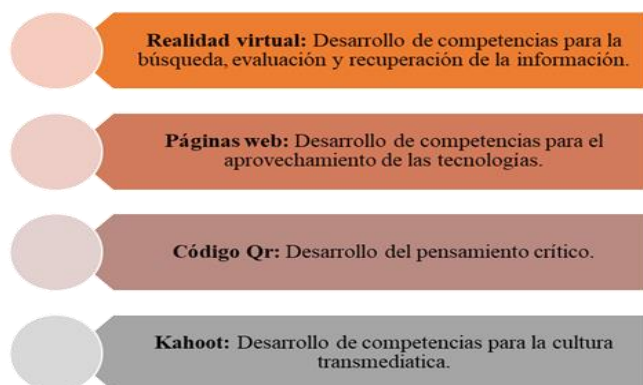 Realidad virtual: Desarrollo de competencias para la
búsqueda, evaluación y recuperación de la información.
Páginas web: Desarrollo de competencias para el
aprovechamiento de las tecnologías.
Código Qr: Desarrollo del pensamiento crítico.
Kahoot: Desarrollo de competencias para la cultura
transmediatica.